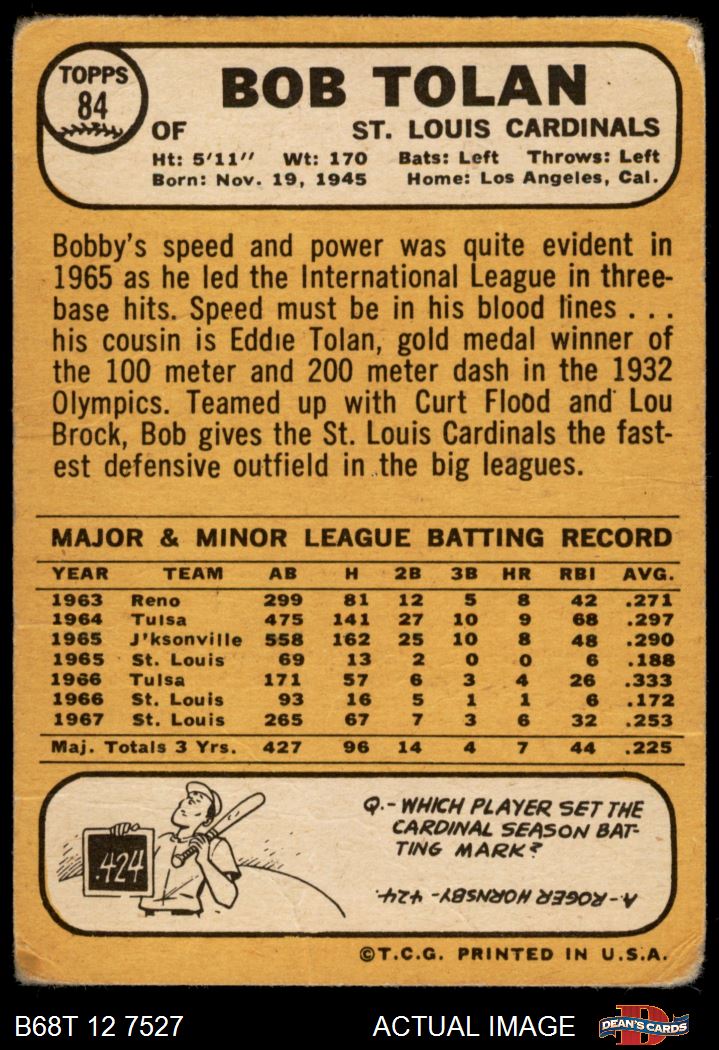 TOPPS
84
BOB TOLAN
OF ST. LOUIS CARDINALS
Ht: 5'11" Wt: 170 Bats: Left Throws: Left
Born: Nov. 19, 1945 Home: Los Angeles, Cal.
Bobby's speed and power was quite evident in
1965 as he led the International League in three-
base hits. Speed must be in his blood lines . . .
his cousin is Eddie Tolan, gold medal winner of
the 100 meter and 200 meter dash in the 1932
Olympics. Teamed up with Curt Flood and Lou
Brock, Bob gives the St. Louis Cardinals the fast-
est defensive outfield in the big leagues.
MAJOR & MINOR LEAGUE BATTING RECORD
YEAR TEAM AB H 2B 3B HR RBI AVG.
1963 Reno 299 81 12 5 8 42 .271
1964 Tulsa 475 141 27 10 9 68 .297
1965 J'ksonville 558 162 25 10 8 48 .290
1965 St. Louis 69 13 2 0 0 6 .188
1966 Tulsa 171 57 6 3 4 26 .333
1966 St. Louis 93 16 5 1 1 6 .172
1967 St. Louis 265 67 7 3 6 32 .253
Maj. Totals 3 Yrs. 427 96 14 4 7 44 .225
.424
Q.- WHICH PLAYER SET THE
CARDINAL SEASON BAT-
TING MARK?
A- ROGER HORNSBY- .424.
©T.C.G. PRINTED IN U.S.A.
B68T 12 7527 ACTUAL IMAGE
DEAN'S CARDS